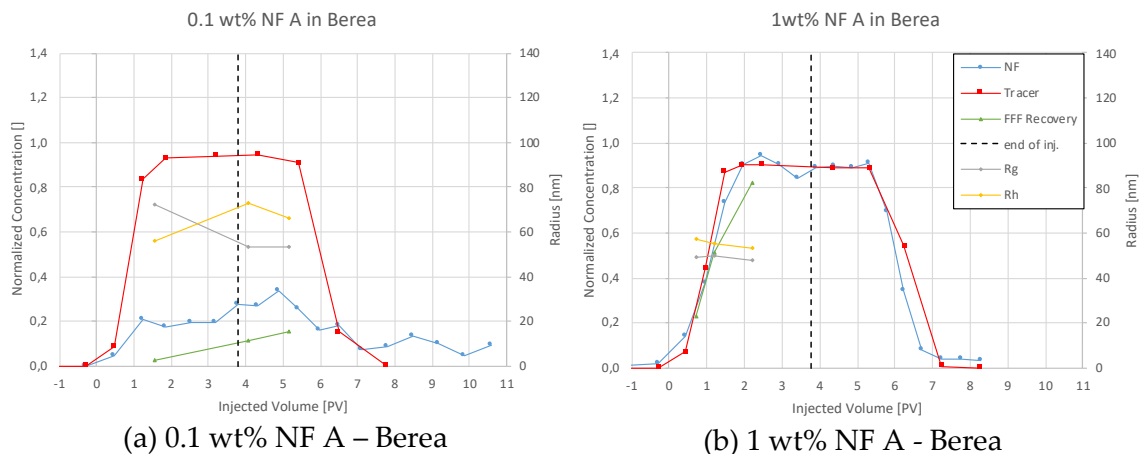 0.1 wt% NF A in Berea
1,4
1,2
1,0
0,8
0,6
0,4
0,2
0,0
Normalized Concentration []
140
120
100
80
60
40
20
0
Radius [nm]
-1 0 1 2 3 4 5 6 7 8 9 10 11
Injected Volume [PV]
(a) 0.1 wt% NF A – Berea
1wt% NF A in Berea
1,4
1,2
1,0
0,8
0,6
0,4
0,2
0,0
Normalized Concentration []
140
120
100
80
60
40
20
0
Radius [nm]
NF
Tracer
FFF Recovery
end of inj.
Rg
Rh
-1 0 1 2 3 4 5 6 7 8 9 10 11
Injected Volume [PV]
(b) 1 wt% NF A - Berea